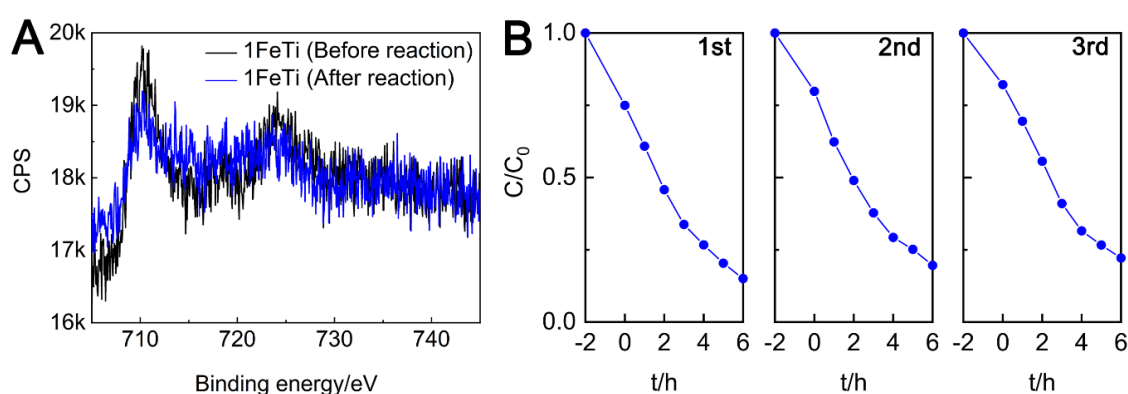 A
20k
19k
18k
17k
16k
CPS
1FeTi (Before reaction)
1FeTi (After reaction)
710 720 730 740
Binding energy/eV
B
1.0
0.5
0.0
C/C₀
1st
2nd
3rd
-2 0 2 4 6
-2 0 2 4 6
-2 0 2 4 6
t/h
t/h
t/h